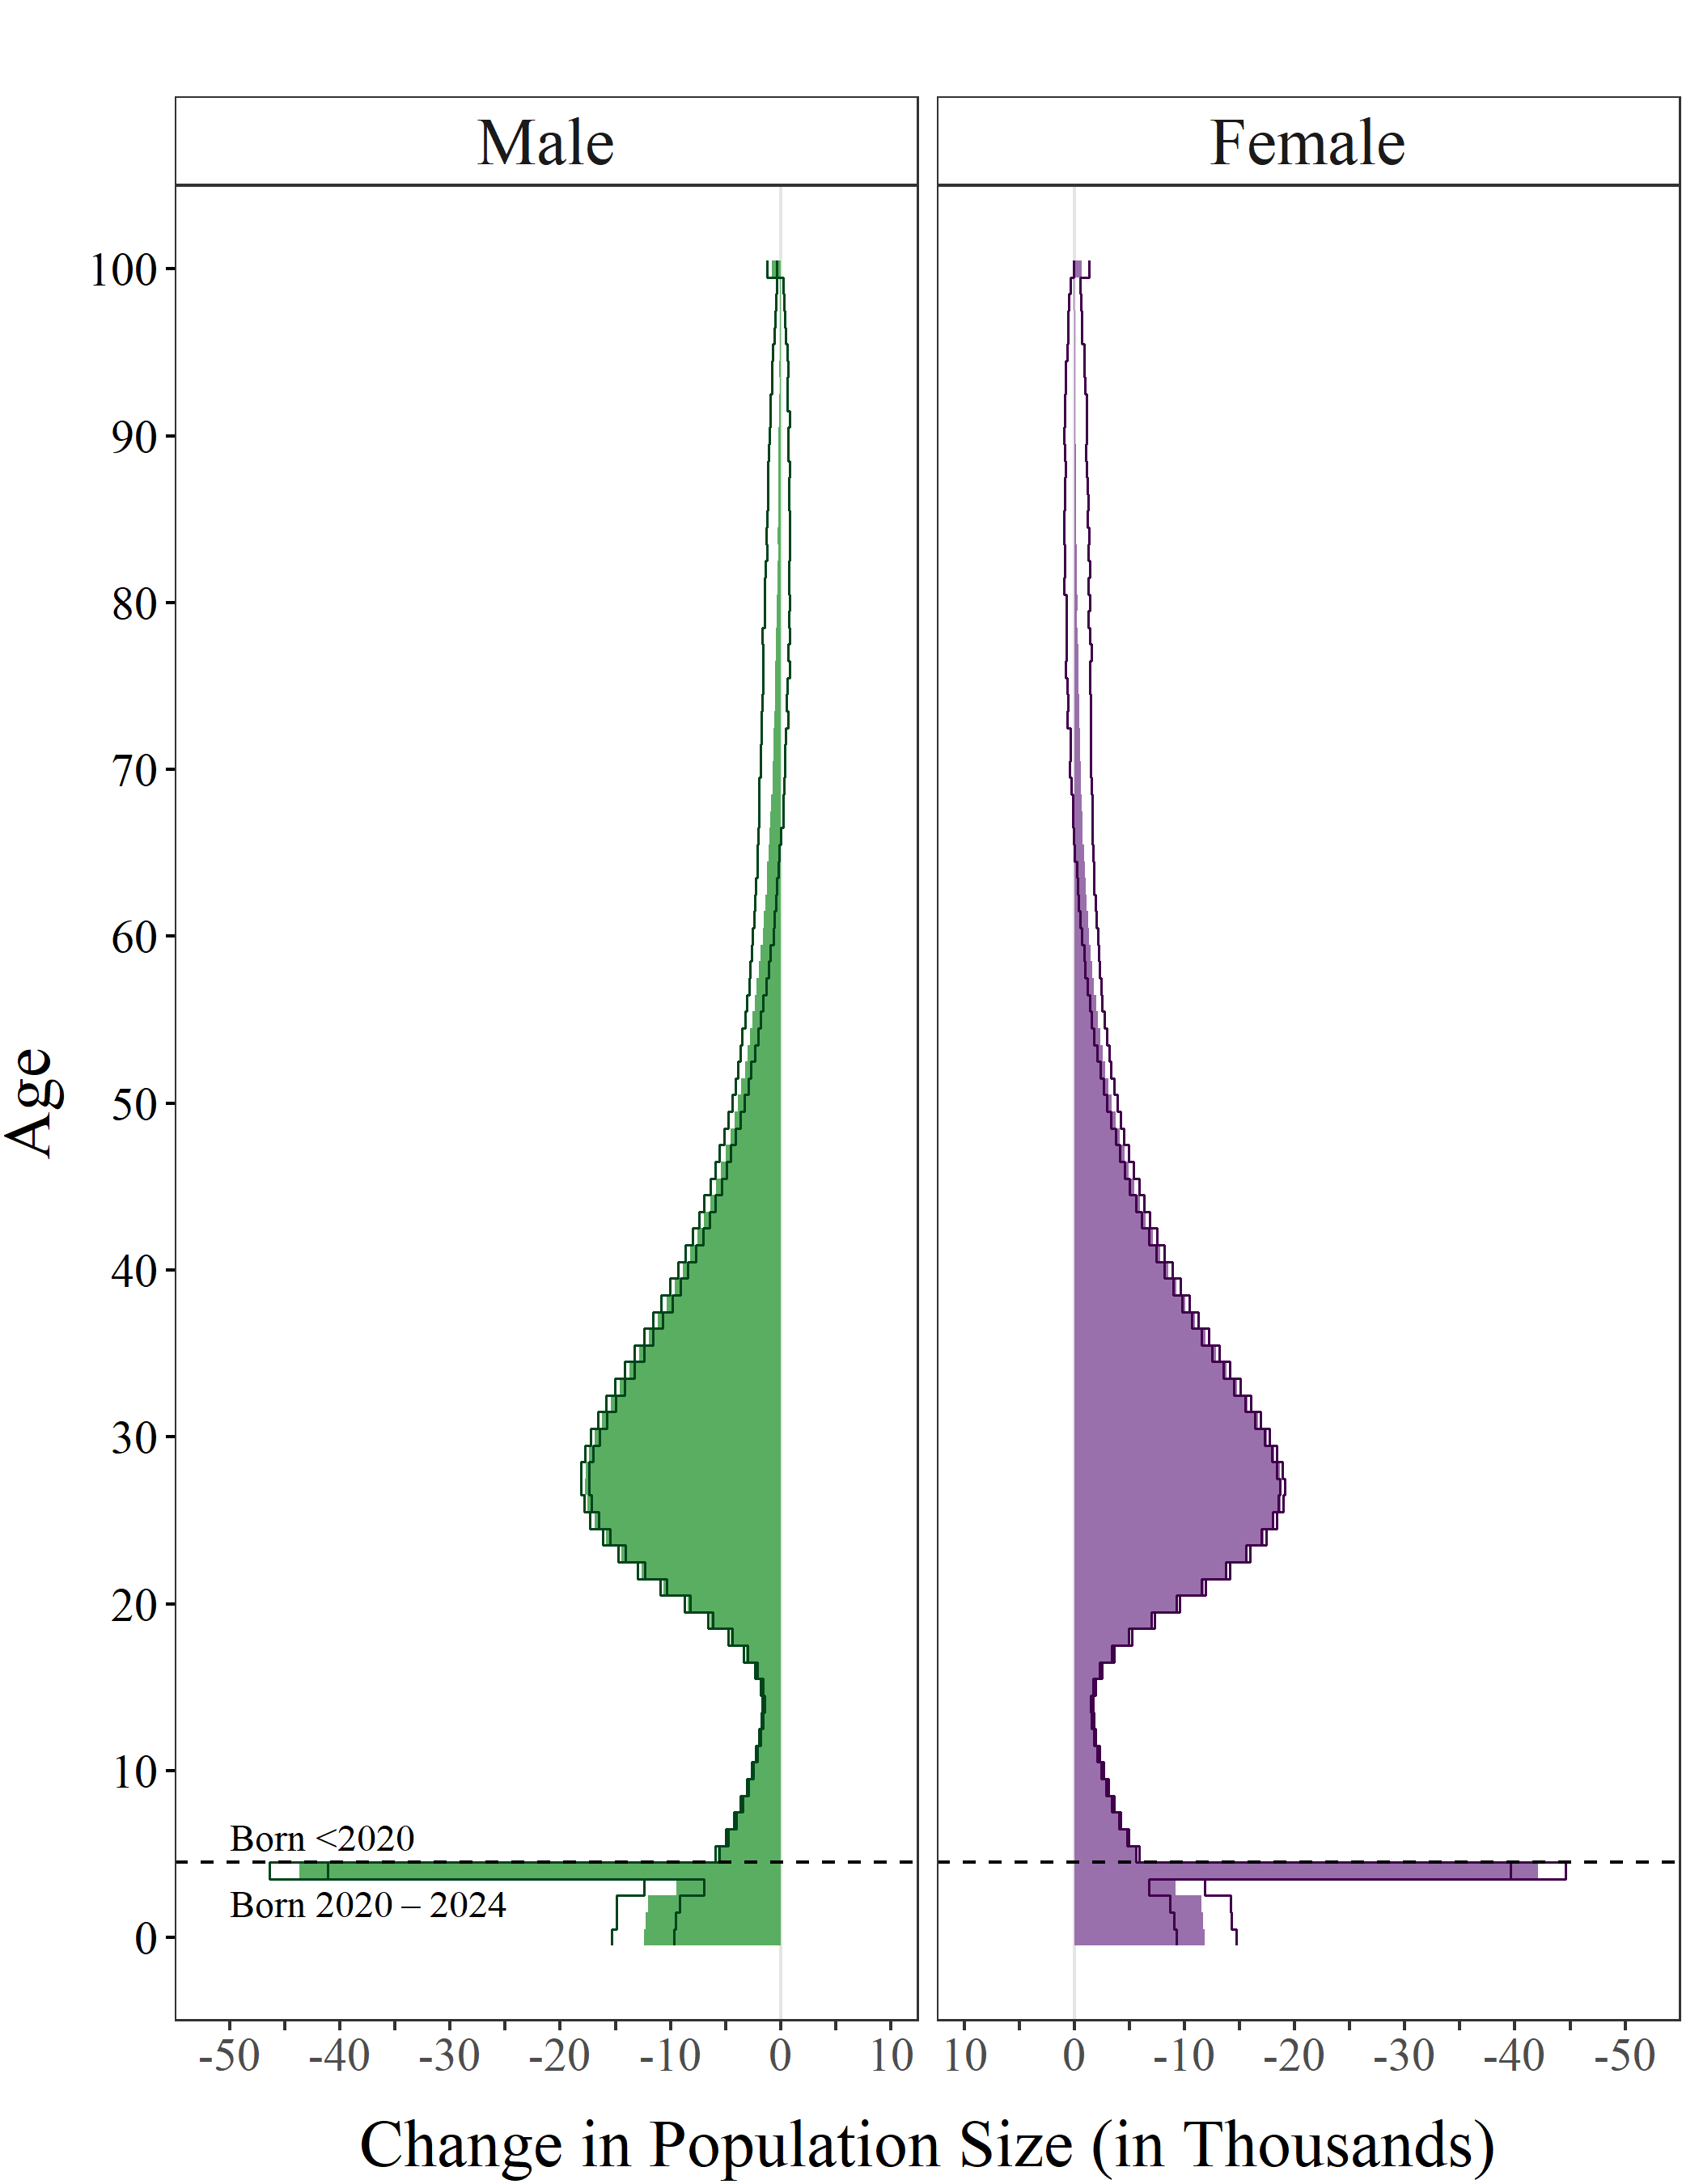 Male
Female
100
90
80
70
60
50
40
30
20
10
0
Age
Born <2020
Born 2020 – 2024
-50 -40 -30 -20 -10 0 10
10 0 -10 -20 -30 -40 -50
Change in Population Size (in Thousands)